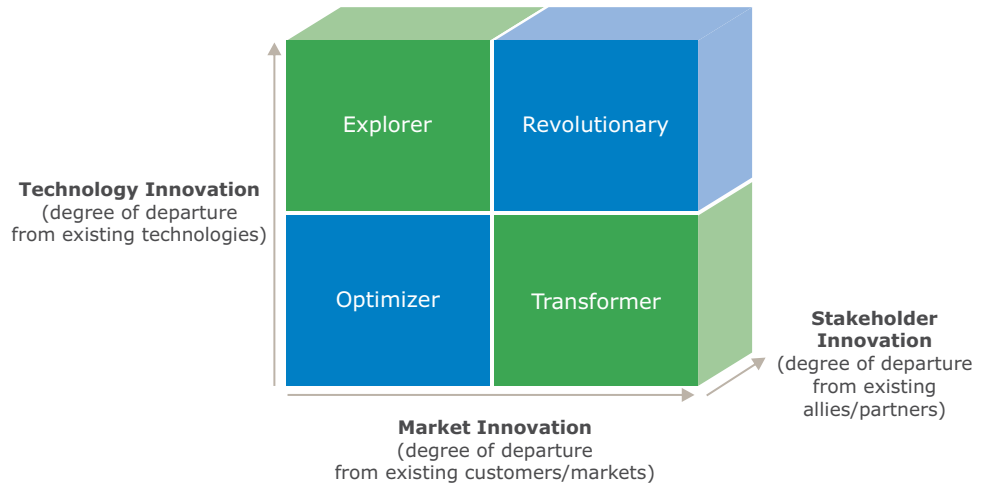 Explorer
Revolutionary
Technology Innovation
(degree of departure
from existing technologies)
Optimizer
Transformer
Stakeholder
Innovation
(degree of departure
from existing
allies/partners)
Market Innovation
(degree of departure
from existing customers/markets)